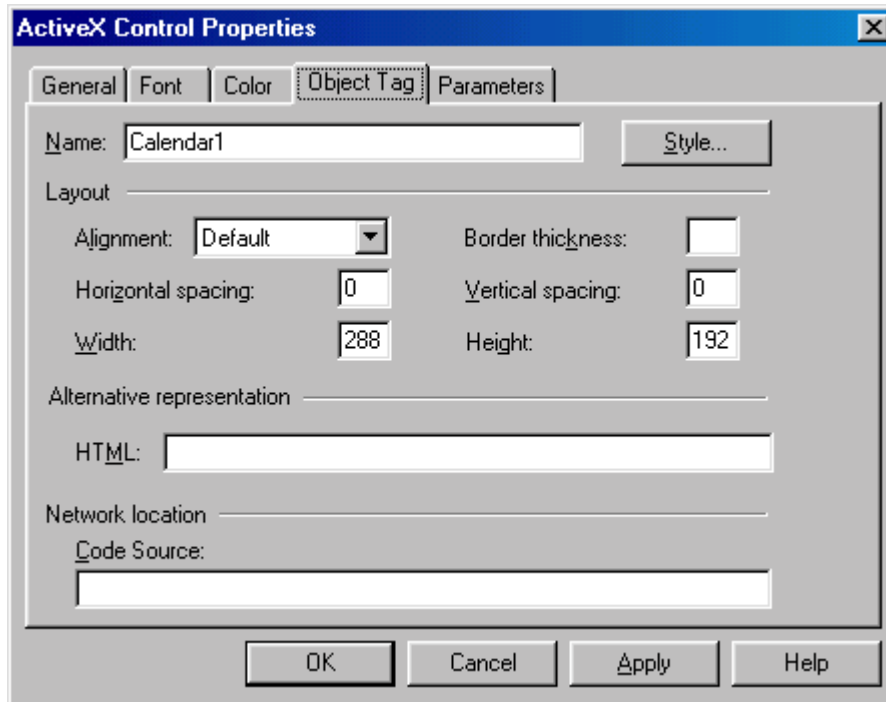 ActiveX Control Properties
General Font Color Object Tag Parameters
Name: Calendar1 Style...
Layout
Alignment: Default Border thickness:
Horizontal spacing: 0 Vertical spacing: 0
Width: 288 Height: 192
Alternative representation
HTML:
Network location
Code Source:
OK Cancel Apply Help